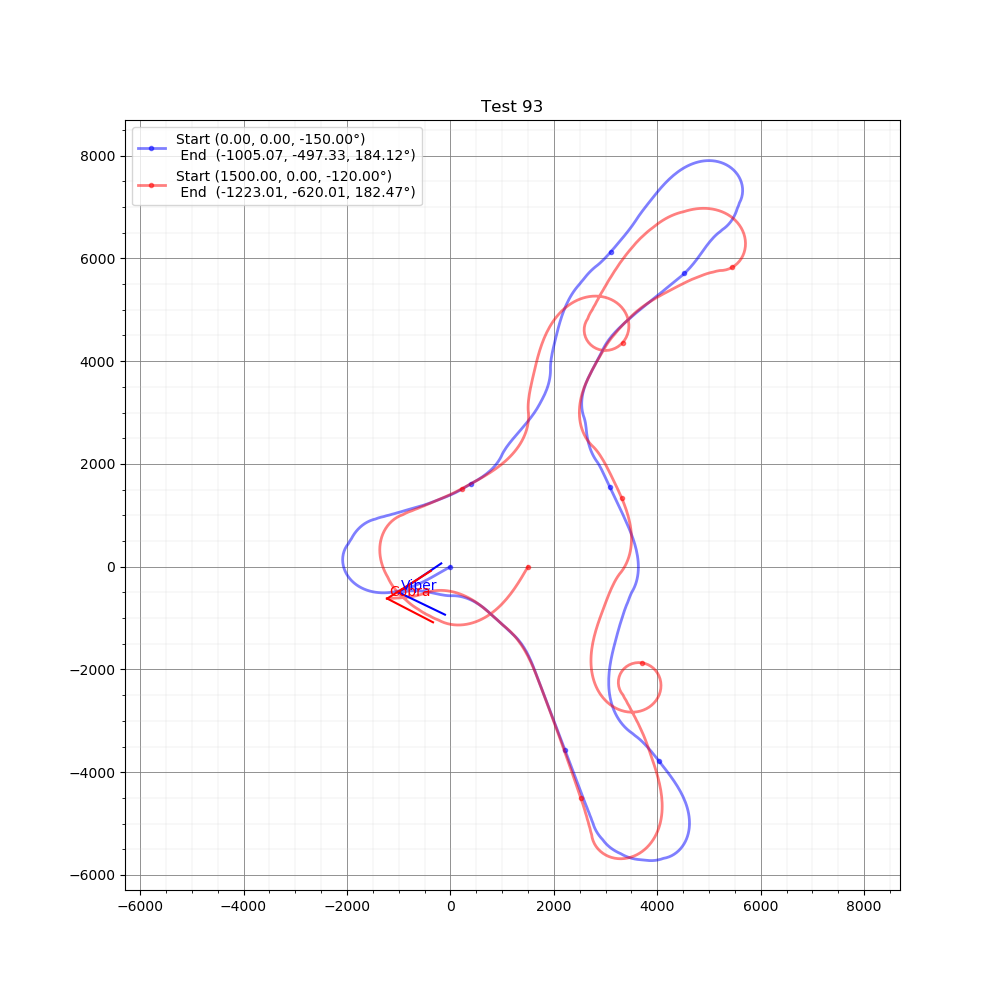 Test 93
Start (0.00, 0.00, -150.00°)
End (-1005.07, -497.33, 184.12°)
Start (1500.00, 0.00, -120.00°)
End (-1223.01, -620.01, 182.47°)
8000
6000
4000
2000
0
−2000
−4000
−6000
Viper
Cobra
−6000 −4000 −2000 0 2000 4000 6000 8000